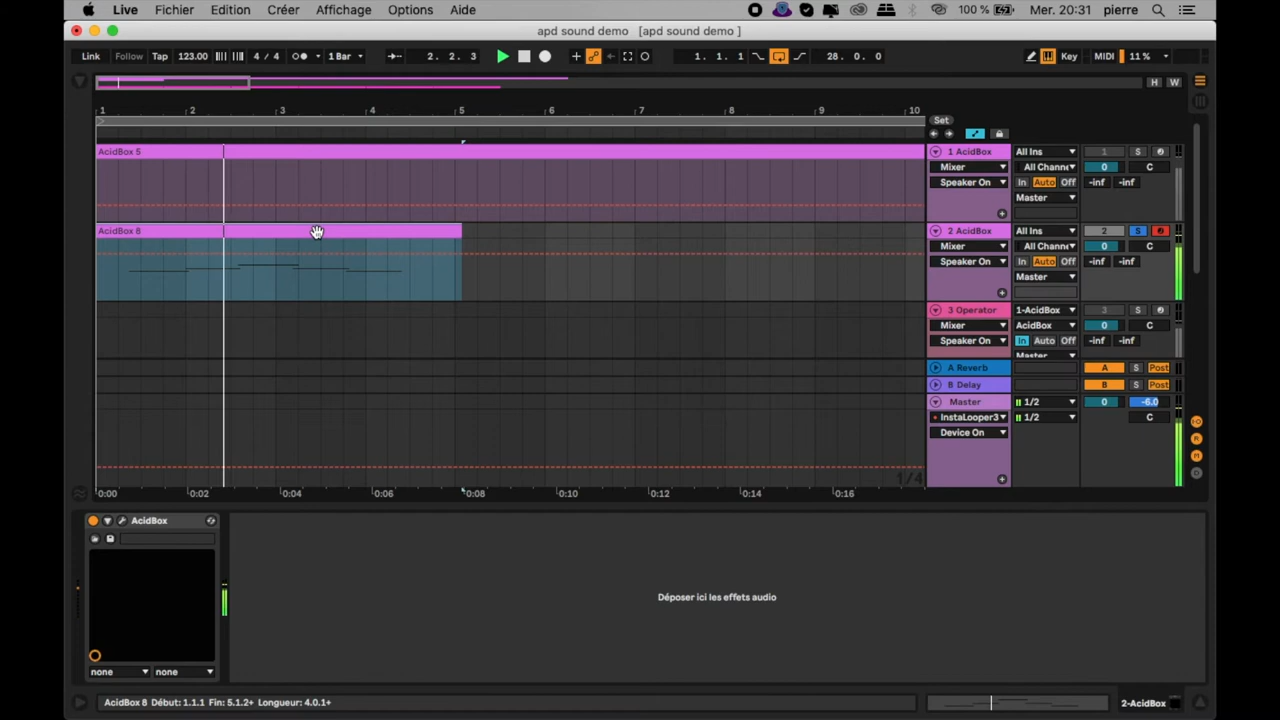 Live Fichier Edition Créer Affichage Options Aide 100 % Mer. 20:31 pierre
apd sound demo [apd sound demo ]
Link Follow Tap 123.00 4 / 4 1 Bar 2. 2. 3 1. 1. 1 28. 0. 0 Key MIDI 11 %
H W
1 2 3 4 5 6 7 8 9 10
Set
AcidBox 5 1 AcidBox All Ins 1 S
Mixer All Channe 0 C
Speaker On In Auto Off -inf -inf
Master
AcidBox 8 2 AcidBox All Ins 2 S
Mixer All Channe 0 C
Speaker On In Auto Off -inf -inf
Master
3 Operator 1-AcidBox 3 S
Mixer AcidBox 0 C
Speaker On In Auto Off -inf -inf
Master
A Reverb A S Post
B Delay B S Post
Master 1/2 0 -6.0
InstaLooper3 1/2 C
Device On
1/4
0:00 0:02 0:04 0:06 0:08 0:10 0:12 0:14 0:16
AcidBox
Déposer ici les effets audio
none none
AcidBox 8 Début: 1.1.1 Fin: 5.1.2+ Longueur: 4.0.1+ 2-AcidBox